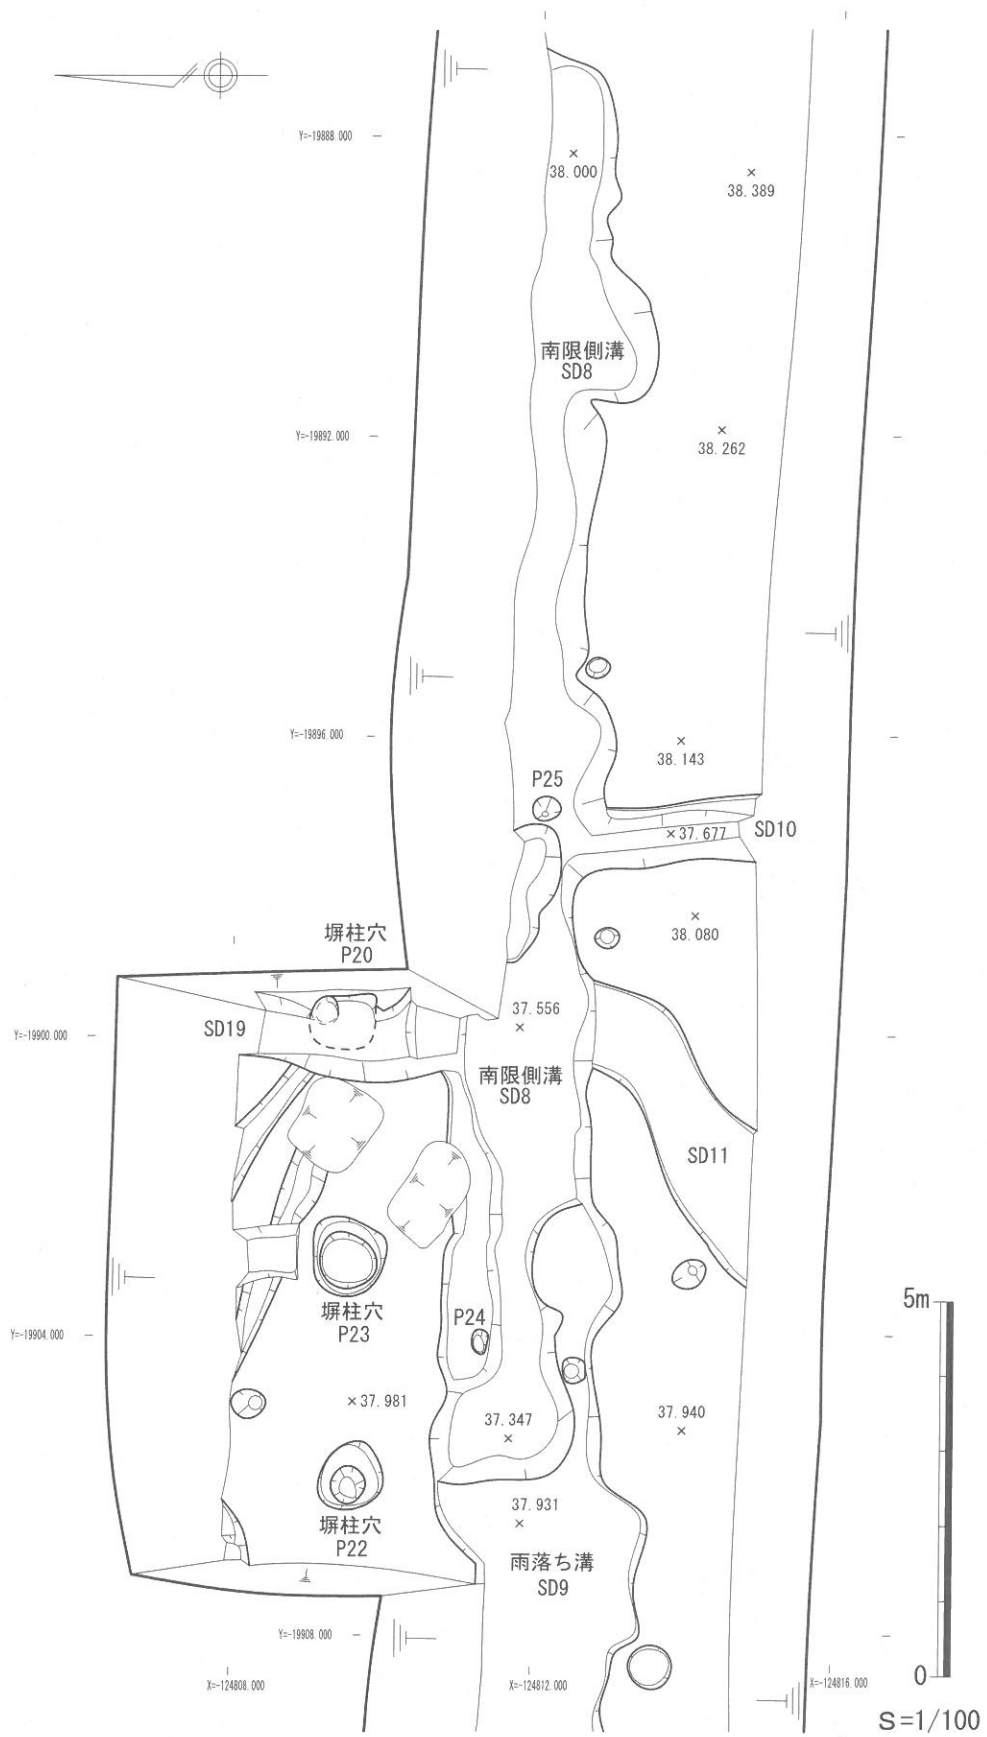 Y=-19888.000
38.000
38.389
南限側溝
SD8
Y=-19892.000
38.262
Y=-19896.000
38.143
P25
37.677
SD10
38.080
塀柱穴
P20
37.556
SD19
Y=-19900.000
南限側溝
SD8
SD11
塀柱穴
P23
P24
5m
Y=-19904.000
37.981
37.347
37.940
37.931
塀柱穴
P22
雨落ち溝
SD9
Y=-19908.000
X=-124808.000
X=-124812.000
X=-124816.000
0
S=1/100